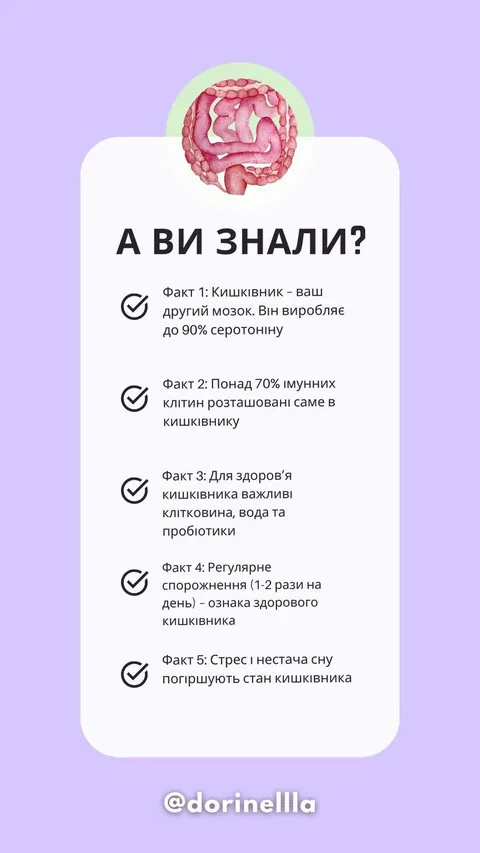 А ВИ ЗНАЛИ?
Факт 1: Кишківник – ваш
другий мозок. Він виробляє
до 90% серотоніну
Факт 2: Понад 70% імунних
клітин розташовані саме в
кишківнику
Факт 3: Для здоров’я
кишківника важливі
клітковина, вода та
пробіотики
Факт 4: Регулярне
спорожнення (1-2 рази на
день) – ознака здорового
кишківника
Факт 5: Стрес і нестача сну
погіршують стан кишківника
@dorinellla